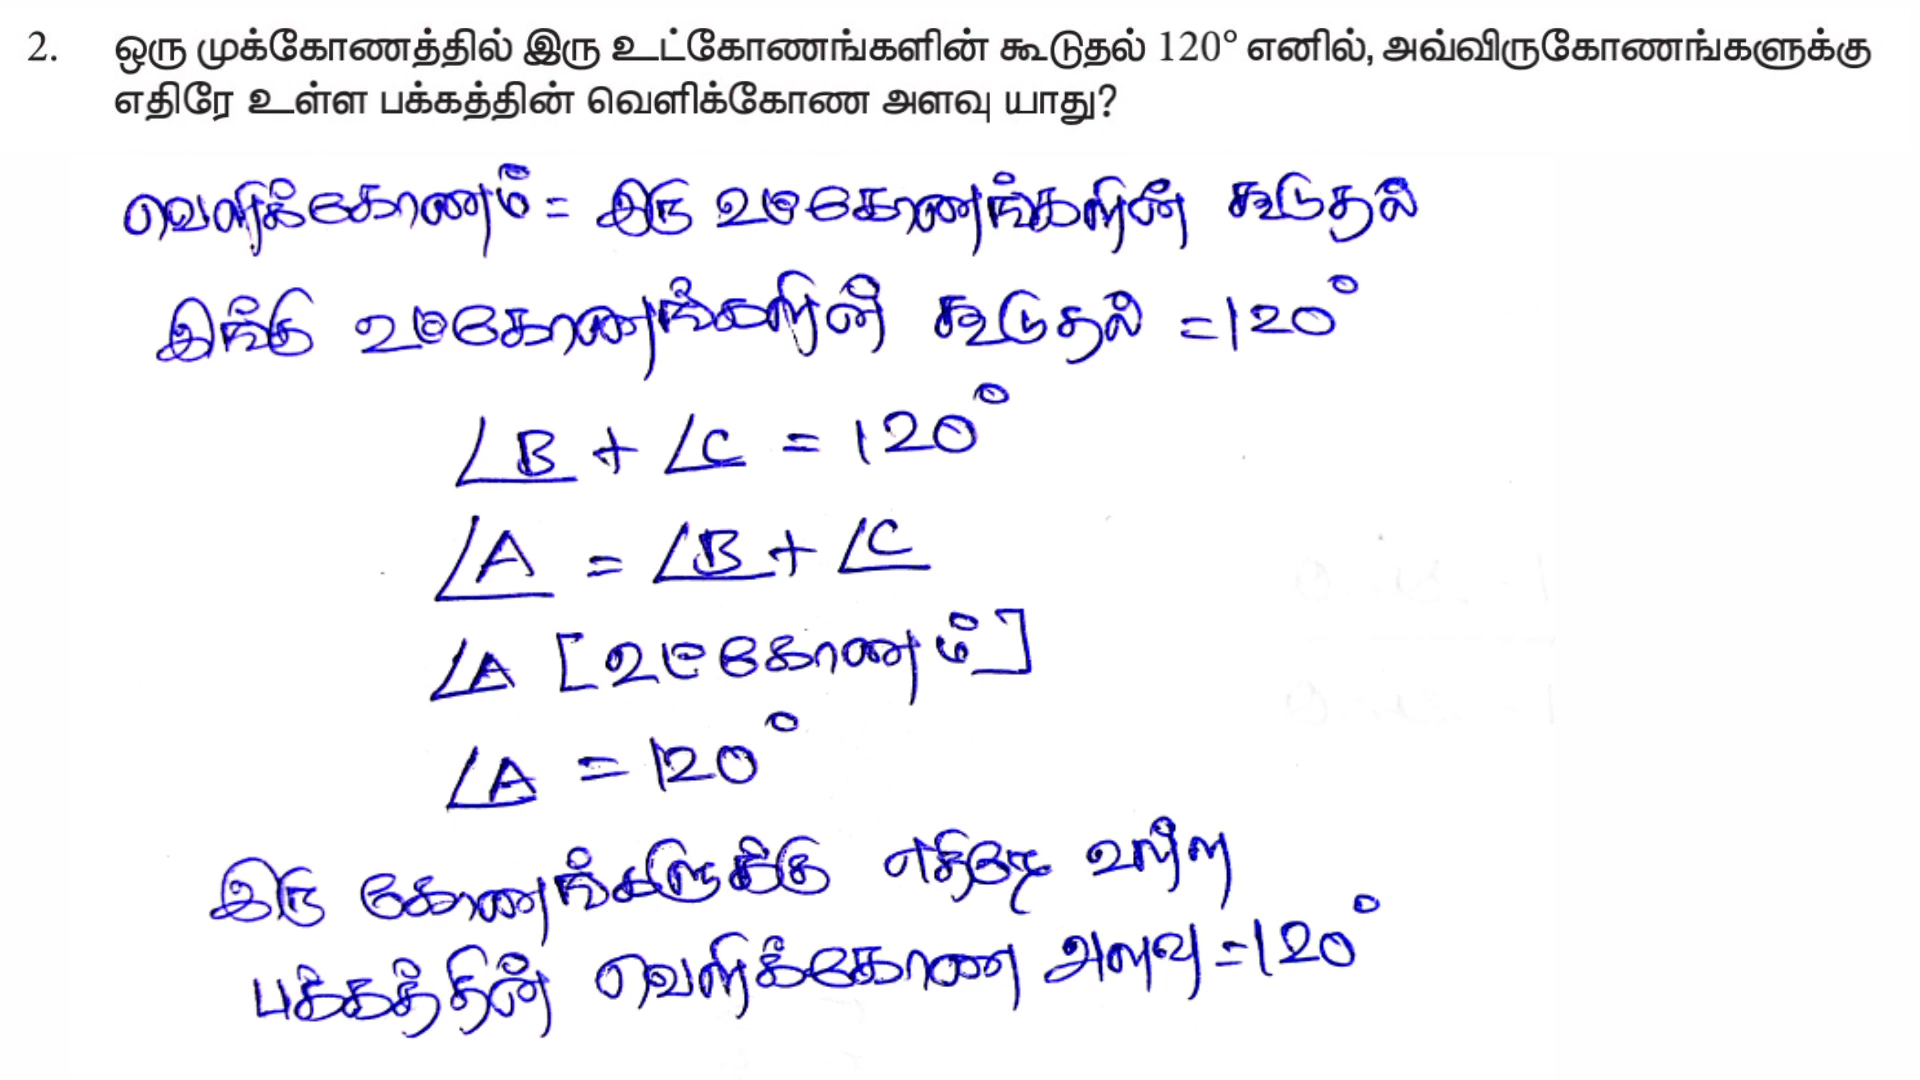 2. ஒரு முக்கோணத்தில் இரு உட்கோணங்களின் கூடுதல் 120° எனில், அவ்விருகோணங்களுக்கு
எதிரே உள்ள பக்கத்தின் வெளிக்கோண அளவு யாது?
வெளிக்கோணம் = இரு உட்கோணங்களின் கூடுதல்
இங்கு உட்கோணங்களின் கூடுதல் = 120°
∠B + ∠C = 120°
∠A = ∠B + ∠C
∠A [உட்கோணம்]
∠A = 120°
இரு கோணங்களுக்கு எதிரே உள்ள
பக்கத்தின் வெளிக்கோண அளவு = 120°